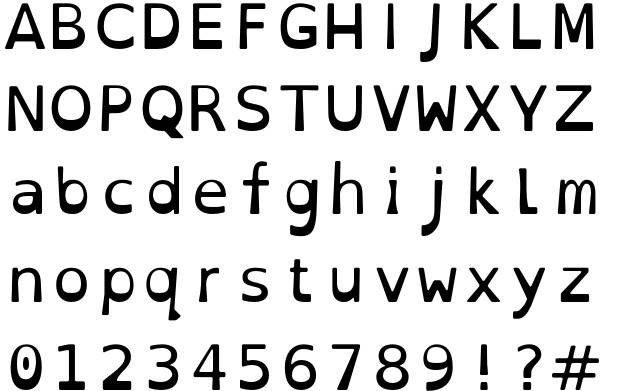 ABCDEFGHIJKLM
NOPQRSTUVWXYZ
abcdefghijklm
nopqrstuvwxyz
0123456789!?#